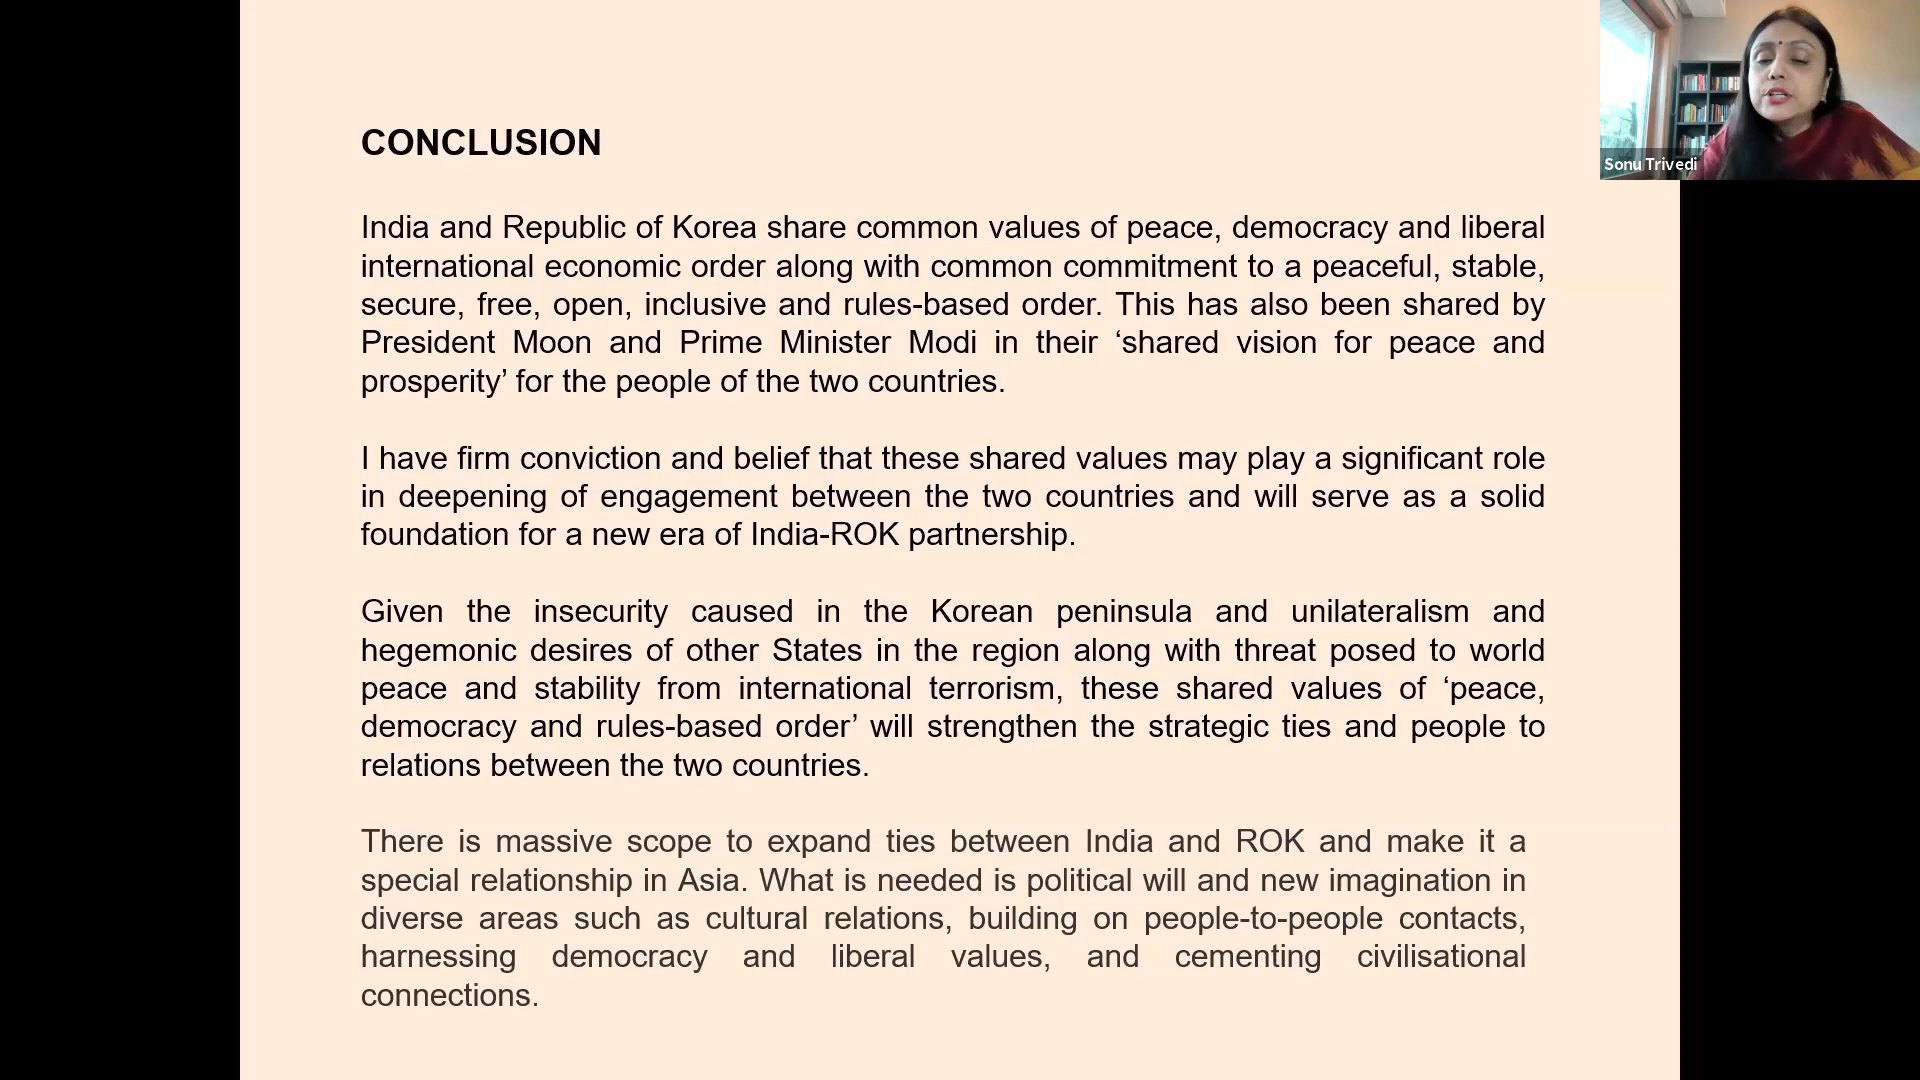 CONCLUSION
India and Republic of Korea share common values of peace, democracy and liberal
international economic order along with common commitment to a peaceful, stable,
secure, free, open, inclusive and rules-based order. This has also been shared by
President Moon and Prime Minister Modi in their ‘shared vision for peace and
prosperity’ for the people of the two countries.
I have firm conviction and belief that these shared values may play a significant role
in deepening of engagement between the two countries and will serve as a solid
foundation for a new era of India-ROK partnership.
Given the insecurity caused in the Korean peninsula and unilateralism and
hegemonic desires of other States in the region along with threat posed to world
peace and stability from international terrorism, these shared values of ‘peace,
democracy and rules-based order’ will strengthen the strategic ties and people to
relations between the two countries.
There is massive scope to expand ties between India and ROK and make it a
special relationship in Asia. What is needed is political will and new imagination in
diverse areas such as cultural relations, building on people-to-people contacts,
harnessing democracy and liberal values, and cementing civilisational
connections.
Sonu Trivedi